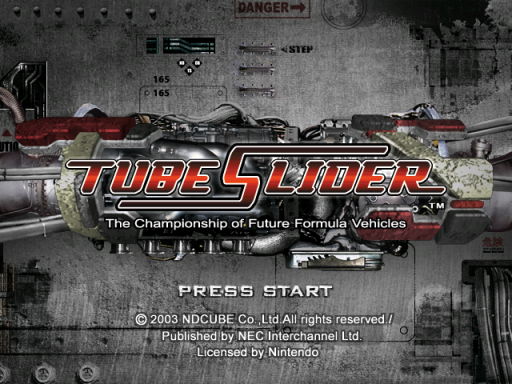 DANGER
STEP
165
165
TUBE SLIDER
TM
The Championship of Future Formula Vehicles
PRESS START
© 2003 NDCUBE Co.,Ltd.All rights reserved /
Published by NEC Interchannel Ltd.
Licensed by Nintendo